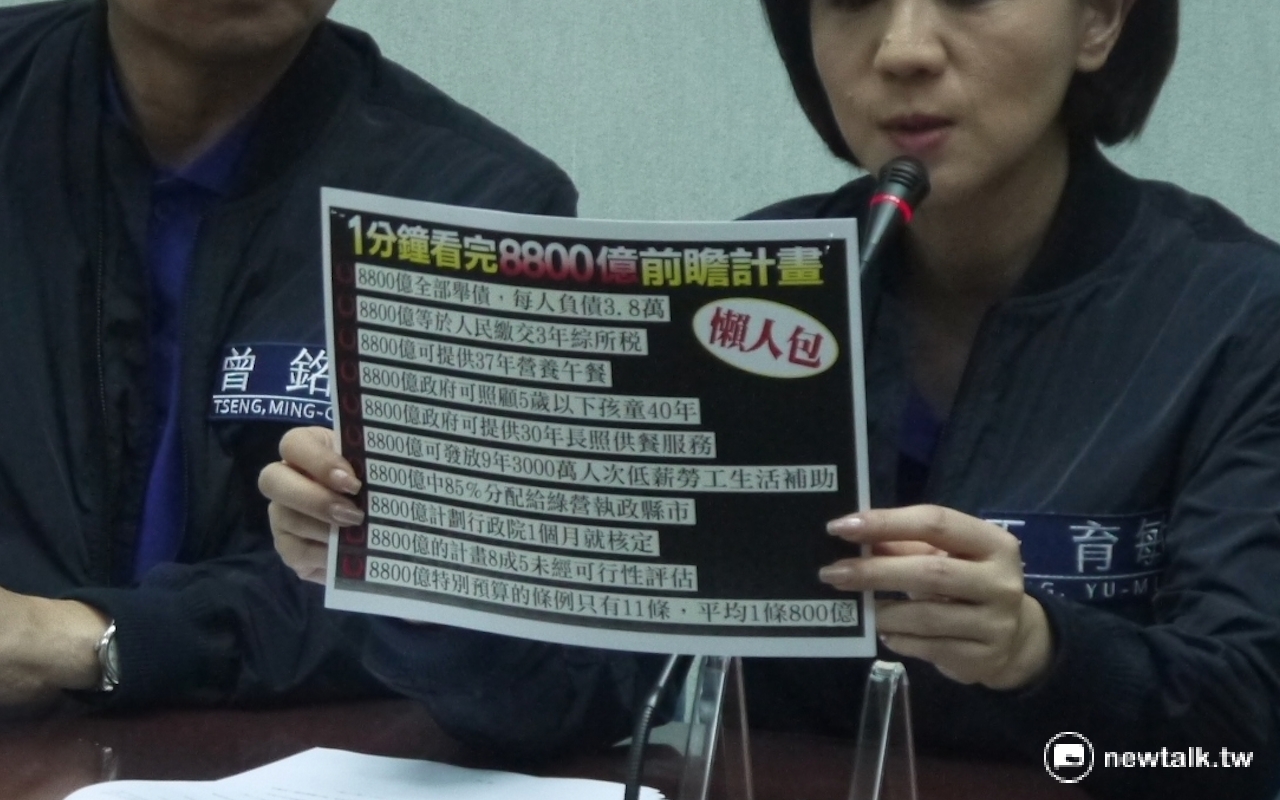 1分鐘看完8800億前瞻計畫
懶人包
8800億全部舉債，每人負債3.8萬
8800億等於人民繳交3年綜所稅
8800億可提供37年營養午餐
8800億政府可照顧5歲以下孩童40年
8800億政府可提供30年長照供餐服務
8800億可發放9年3000萬人次低薪勞工生活補助
8800億中85%分配給綠營執政縣市
8800億計劃行政院1個月就核定
8800億的計畫8成5未經可行性評估
8800億特別預算的條例只有11條，平均1條800億
曾 銘
TSENG, MING-
育 敏
YU-M
newtalk.tw